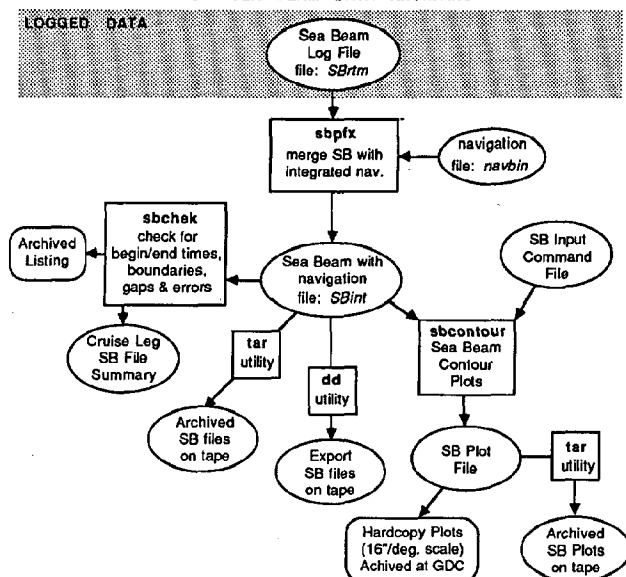 LOGGED DATA
Sea Beam
Log File
file: SBrtm
sbpfx
merge SB with
integrated nav.
navigation
file: navbin
sbchek
check for
begin/end times,
boundaries,
gaps & errors
Archived
Listing
Sea Beam with
navigation
file: SBint
SB Input
Command
File
Cruise Leg
SB File
Summary
tar
utility
dd
utility
sbcontour
Sea Beam
Contour
Plots
Archived
SB files
on tape
Export
SB files
on tape
SB Plot
File
tar
utility
Hardcopy Plots
(16"/deg. scale)
Achived at GDC
Archived
SB Plots
on tape